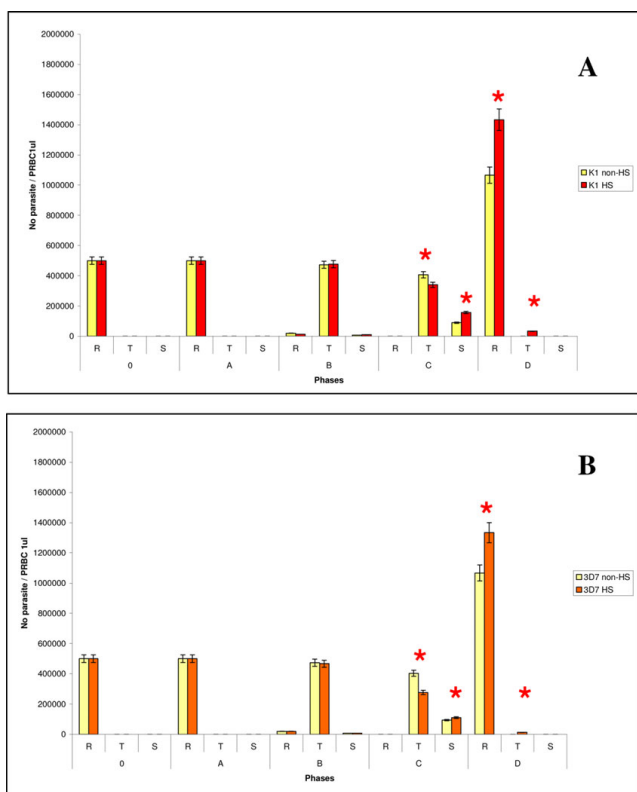 A
2000000
1800000
1600000
1400000
1200000
1000000
800000
600000
400000
200000
0
No parasite / PRBC1ul
K1 non-HS
K1 HS
R T S R T S R T S R T S R T S
0 A B C D
Phases
B
2000000
1800000
1600000
1400000
1200000
1000000
800000
600000
400000
200000
0
No parasite / PRBC 1ul
3D7 non-HS
3D7 HS
R T S R T S R T S R T S R T S
0 A B C D
Phases